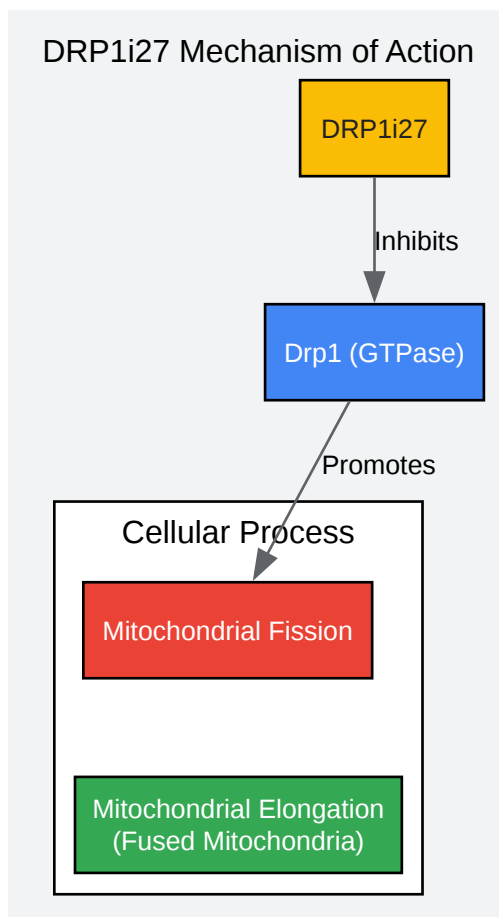 DRP1i27 Mechanism of Action
DRP1i27
Inhibits
Drp1 (GTPase)
Promotes
Cellular Process
Mitochondrial Fission
Mitochondrial Elongation
(Fused Mitochondria)